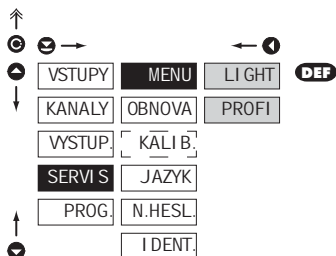 VSTUPY MENU LIGHT DEF
KANALY OBNOVA PROFI
VYSTUP. KALIB.
SERVIS JAZYK
PROG. N.HESL.
IDENT.